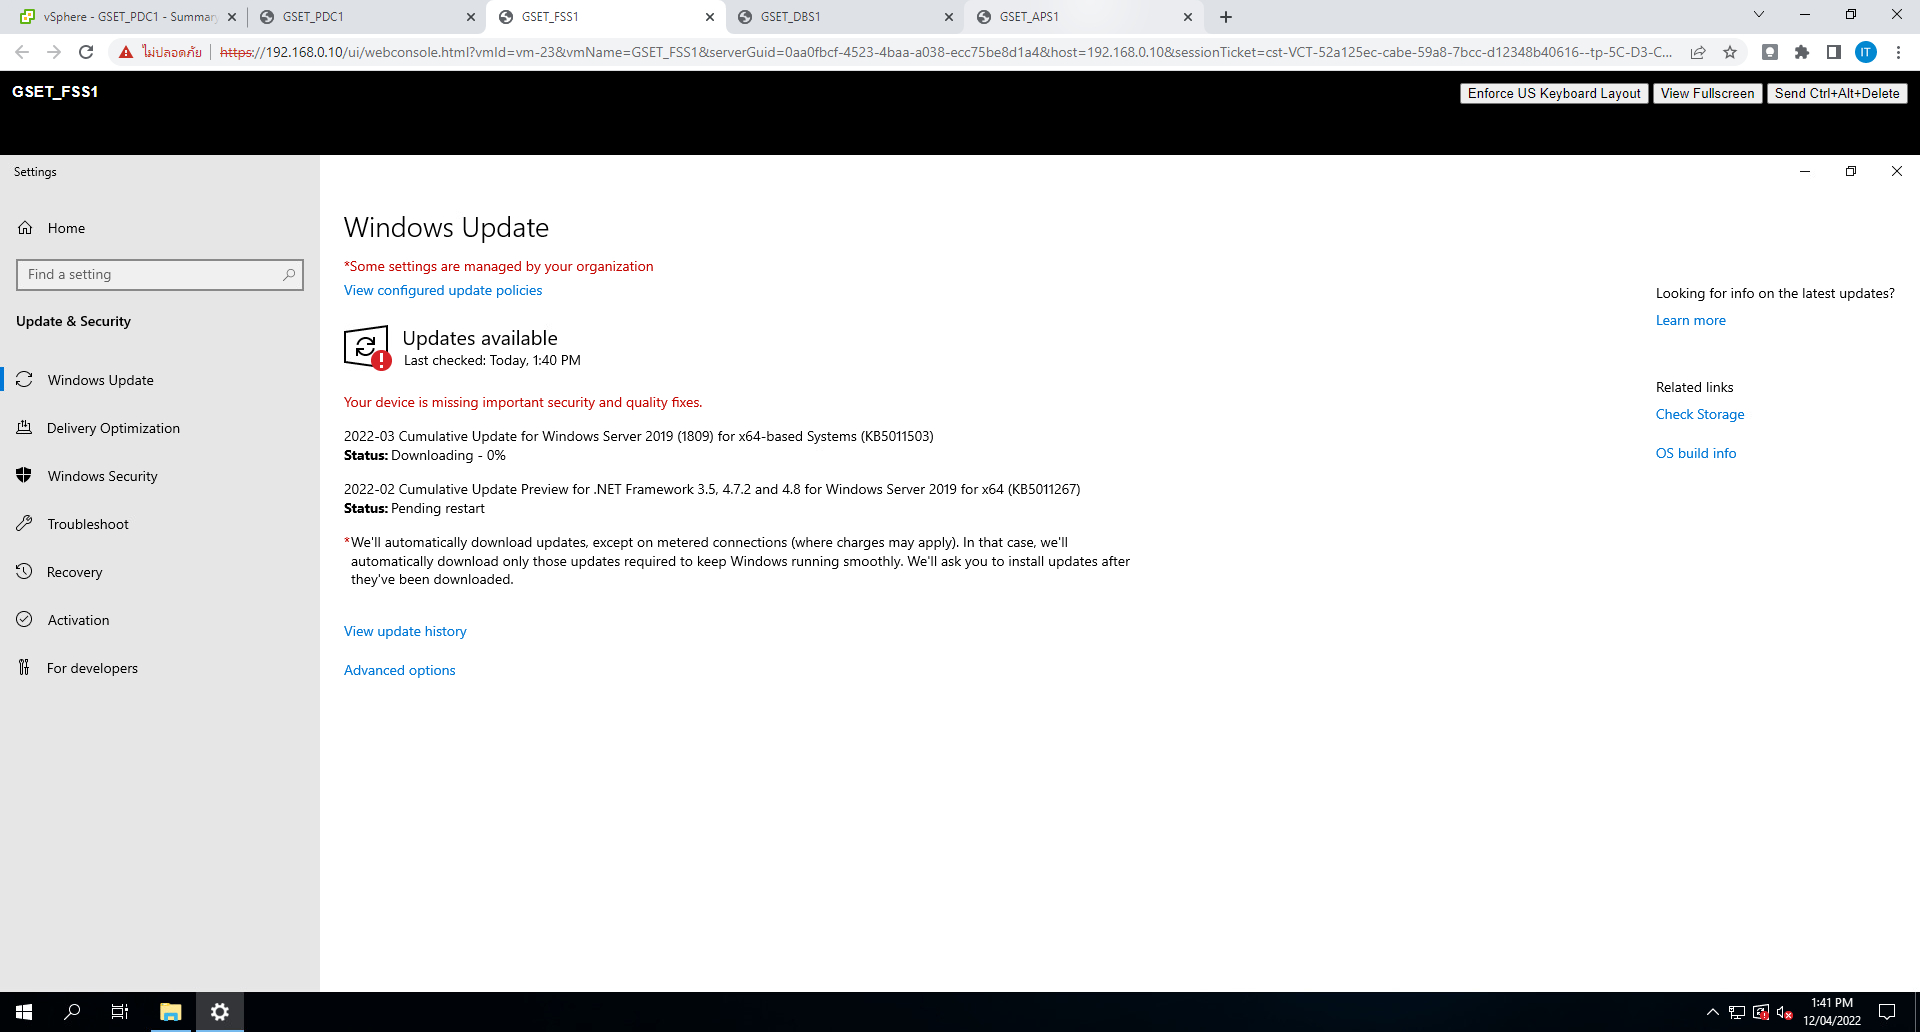 vSphere - GSET_PDC1 - Summary
GSET_PDC1
GSET_FSS1
GSET_DBS1
GSET_APS1
ไม่ปลอดภัย
https://192.168.0.10/ui/webconsole.html?vmId=vm-23&vmName=GSET_FSS1&serverGuid=0aa0fbcf-4523-4baa-a038-ecc75be8d1a4&host=192.168.0.10&sessionTicket=cst-VCT-52a125ec-cabe-59a8-7bcc-d12348b40616--tp-5C-D3-C...
IT
GSET_FSS1
Enforce US Keyboard Layout
View Fullscreen
Send Ctrl+Alt+Delete
Settings
Home
Find a setting
Update & Security
Windows Update
Delivery Optimization
Windows Security
Troubleshoot
Recovery
Activation
For developers
Windows Update
*Some settings are managed by your organization
View configured update policies
Updates available
Last checked: Today, 1:40 PM
Your device is missing important security and quality fixes.
2022-03 Cumulative Update for Windows Server 2019 (1809) for x64-based Systems (KB5011503)
Status: Downloading - 0%
2022-02 Cumulative Update Preview for .NET Framework 3.5, 4.7.2 and 4.8 for Windows Server 2019 for x64 (KB5011267)
Status: Pending restart
*We'll automatically download updates, except on metered connections (where charges may apply). In that case, we'll
automatically download only those updates required to keep Windows running smoothly. We'll ask you to install updates after
they've been downloaded.
View update history
Advanced options
Looking for info on the latest updates?
Learn more
Related links
Check Storage
OS build info
1:41 PM
12/04/2022